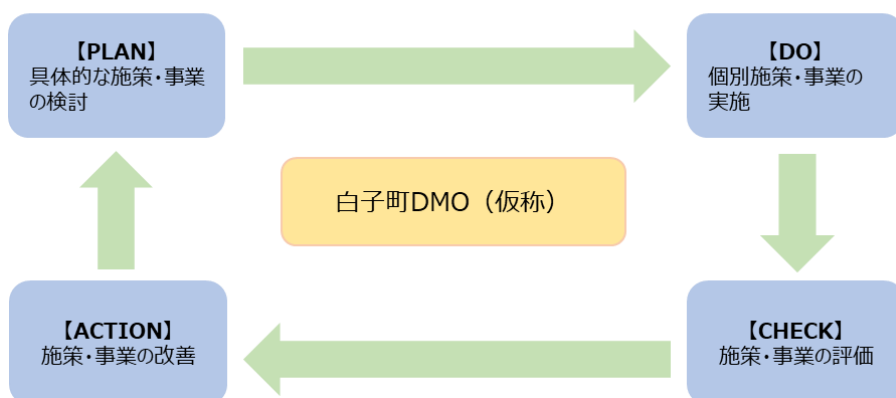 【PLAN】
具体的な施策・事業
の検討
【DO】
個別施策・事業の
実施
白子町DMO（仮称）
【ACTION】
施策・事業の改善
【CHECK】
施策・事業の評価